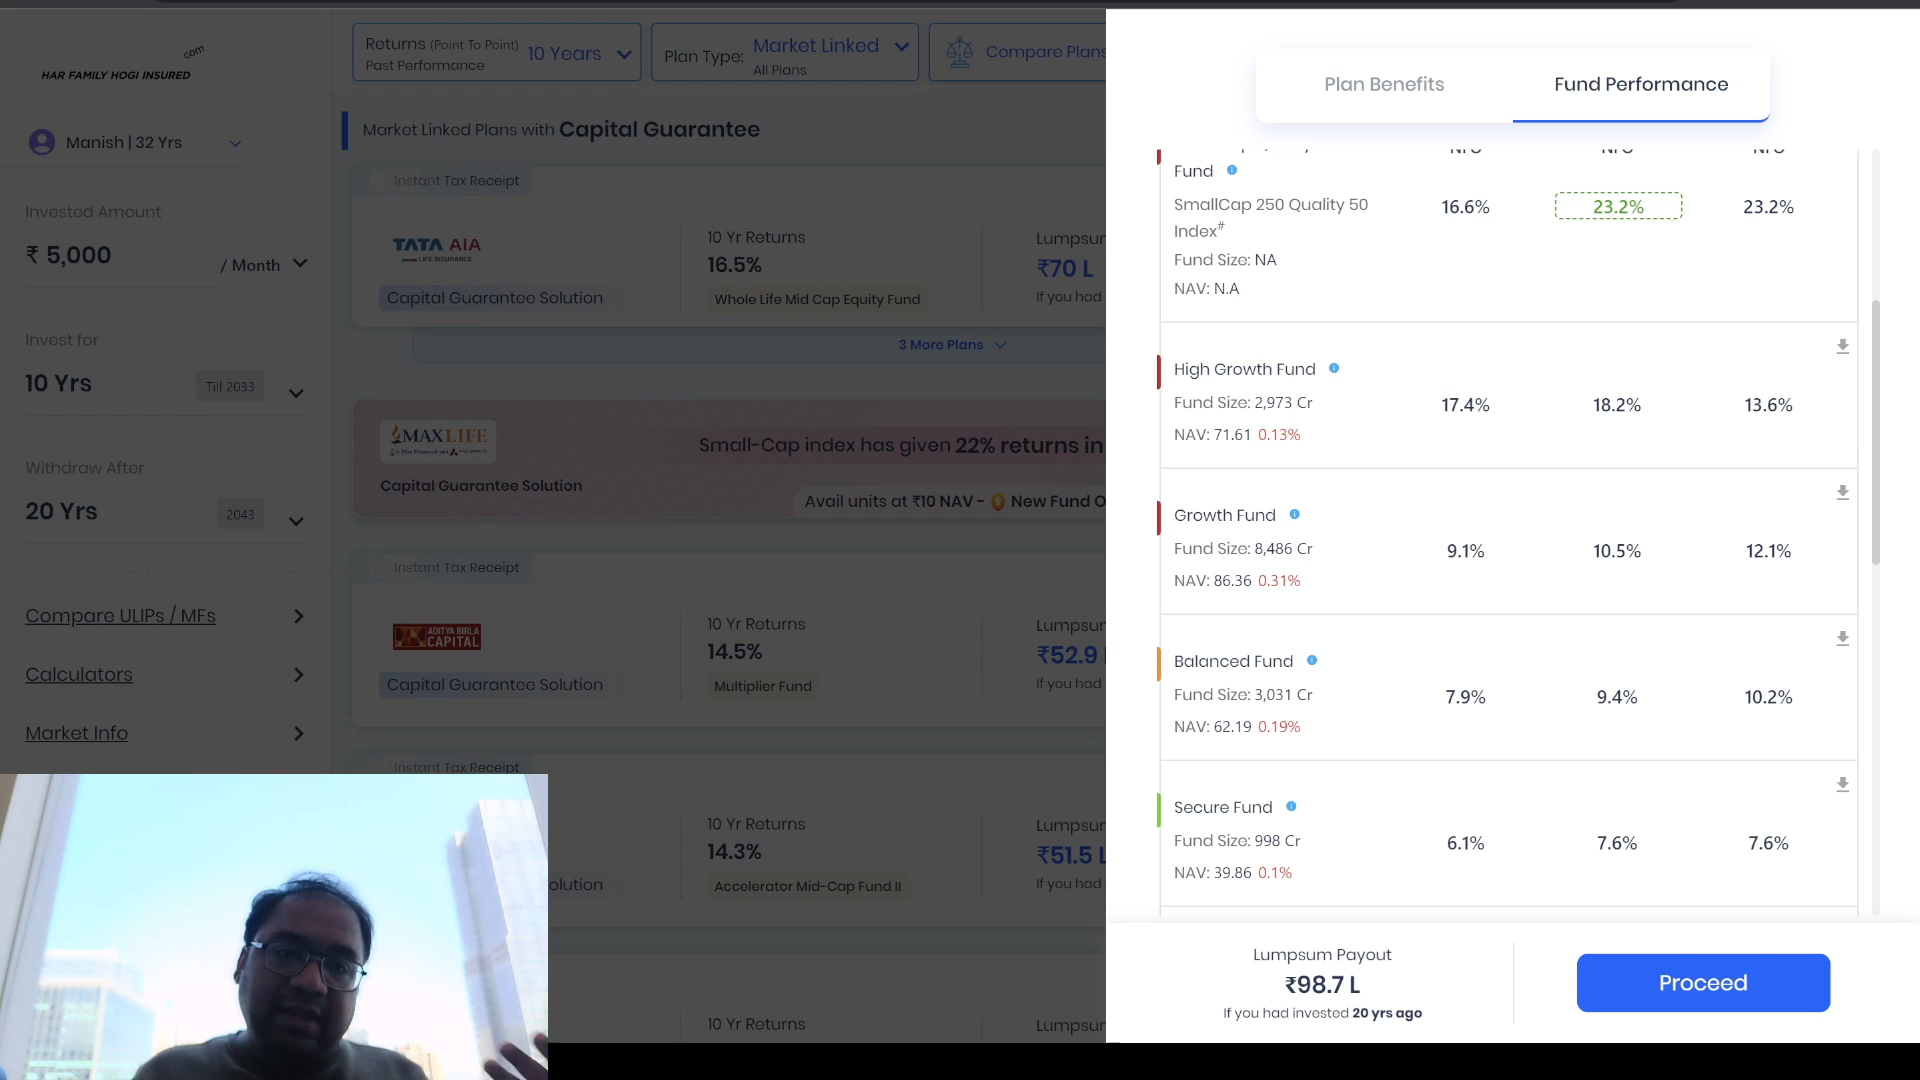 .com
HAR FAMILY HOGI INSURED
Manish | 32 Yrs
Invested Amount
₹ 5,000
/ Month
Invest for
10 Yrs
Till 2033
Withdraw After
20 Yrs
2043
Compare ULIPs / MFs
Calculators
Market Info
Returns (Point To Point)
Past Performance
10 Years
Plan Type:
Market Linked
All Plans
Compare Plans
Market Linked Plans with Capital Guarantee
Instant Tax Receipt
TATA AIA
LIFE INSURANCE
Capital Guarantee Solution
10 Yr Returns
16.5%
Whole Life Mid Cap Equity Fund
₹70 L
If you had
3 More Plans
MAX LIFE
Capital Guarantee Solution
Small-Cap index has given 22% returns in
Avail units at ₹10 NAV - New Fund O
Instant Tax Receipt
ADITYA BIRLA
CAPITAL
Capital Guarantee Solution
10 Yr Returns
14.5%
Multiplier Fund
₹52.9
If you had
Instant Tax Receipt
olution
10 Yr Returns
14.3%
Accelerator Mid-Cap Fund II
₹51.5 L
If you had
10 Yr Returns
Plan Benefits
Fund Performance
Fund
SmallCap 250 Quality 50
Index#
Fund Size: NA
NAV: N.A
16.6%
23.2%
23.2%
High Growth Fund
Fund Size: 2,973 Cr
NAV: 71.61 0.13%
17.4%
18.2%
13.6%
Growth Fund
Fund Size: 8,486 Cr
NAV: 86.36 0.31%
9.1%
10.5%
12.1%
Balanced Fund
Fund Size: 3,031 Cr
NAV: 62.19 0.19%
7.9%
9.4%
10.2%
Secure Fund
Fund Size: 998 Cr
NAV: 39.86 0.1%
6.1%
7.6%
7.6%
Lumpsum Payout
₹98.7 L
If you had invested 20 yrs ago
Proceed